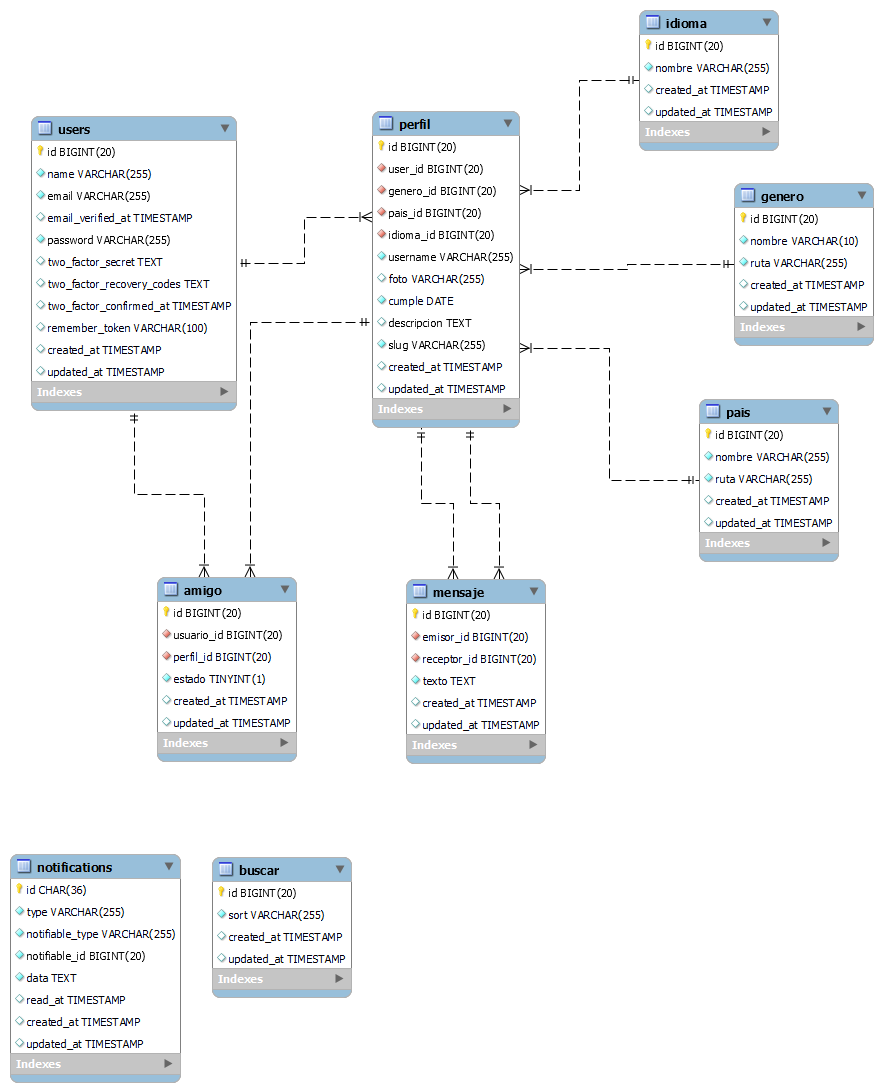 idioma
id BIGINT(20)
nombre VARCHAR(255)
created_at TIMESTAMP
updated_at TIMESTAMP
Indexes
users
id BIGINT(20)
name VARCHAR(255)
email VARCHAR(255)
email_verified_at TIMESTAMP
password VARCHAR(255)
two_factor_secret TEXT
two_factor_recovery_codes TEXT
two_factor_confirmed_at TIMESTAMP
remember_token VARCHAR(100)
created_at TIMESTAMP
updated_at TIMESTAMP
Indexes
perfil
id BIGINT(20)
user_id BIGINT(20)
genero_id BIGINT(20)
pais_id BIGINT(20)
idioma_id BIGINT(20)
username VARCHAR(255)
foto VARCHAR(255)
cumple DATE
descripcion TEXT
slug VARCHAR(255)
created_at TIMESTAMP
updated_at TIMESTAMP
Indexes
genero
id BIGINT(20)
nombre VARCHAR(10)
ruta VARCHAR(255)
created_at TIMESTAMP
updated_at TIMESTAMP
Indexes
pais
id BIGINT(20)
nombre VARCHAR(255)
ruta VARCHAR(255)
created_at TIMESTAMP
updated_at TIMESTAMP
Indexes
amigo
id BIGINT(20)
usuario_id BIGINT(20)
perfil_id BIGINT(20)
estado TINYINT(1)
created_at TIMESTAMP
updated_at TIMESTAMP
Indexes
mensaje
id BIGINT(20)
emisor_id BIGINT(20)
receptor_id BIGINT(20)
texto TEXT
created_at TIMESTAMP
updated_at TIMESTAMP
Indexes
notifications
id CHAR(36)
type VARCHAR(255)
notifiable_type VARCHAR(255)
notifiable_id BIGINT(20)
data TEXT
read_at TIMESTAMP
created_at TIMESTAMP
updated_at TIMESTAMP
Indexes
buscar
id BIGINT(20)
sort VARCHAR(255)
created_at TIMESTAMP
updated_at TIMESTAMP
Indexes